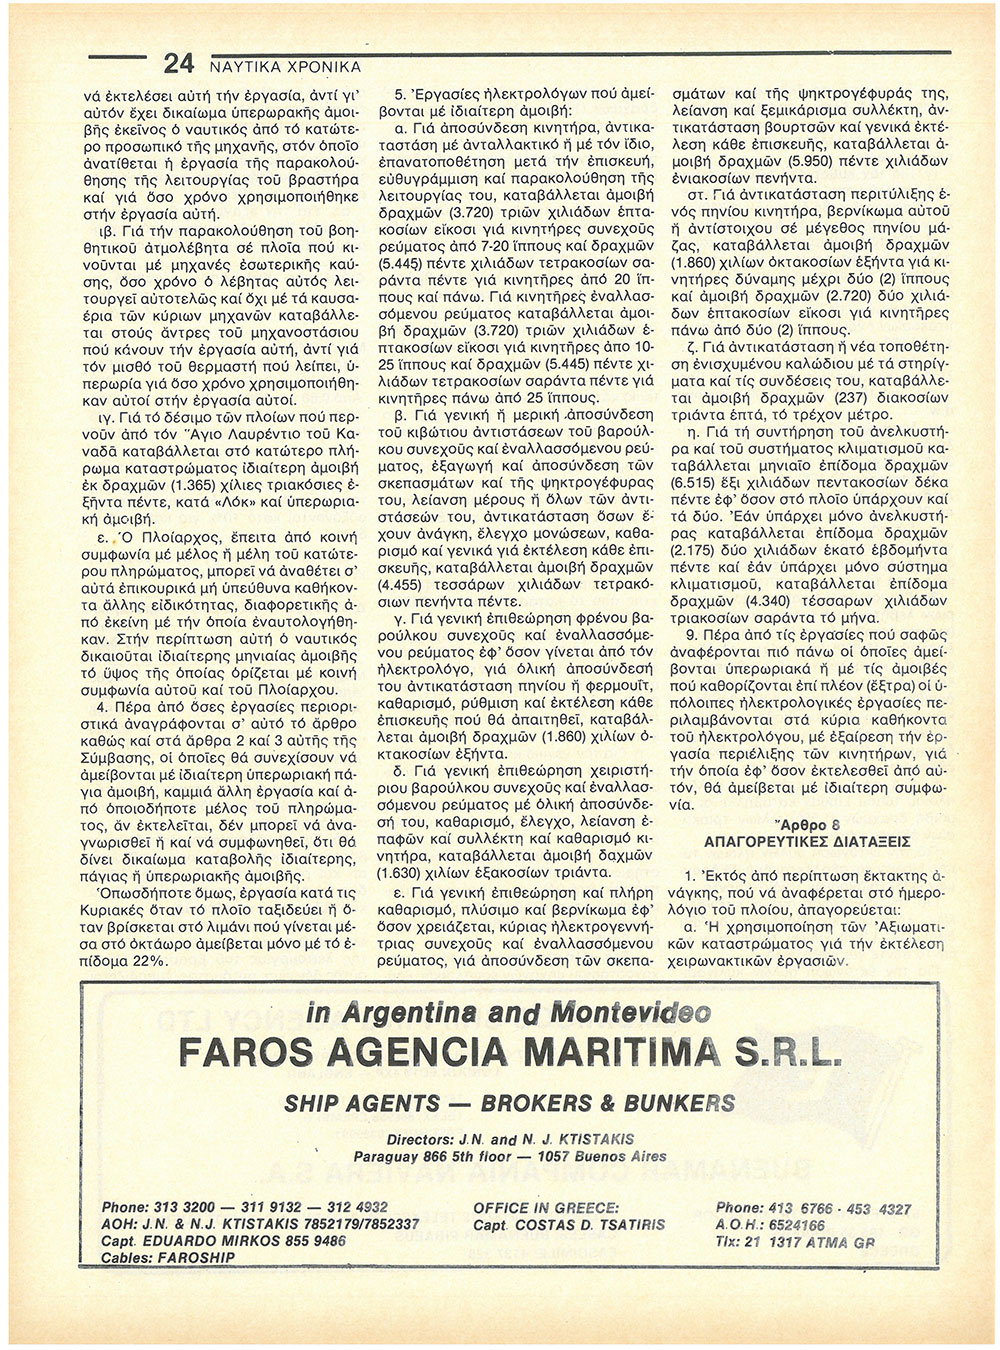 24 ΝΑΥΤΙΚΑ ΧΡΟΝΙΚΑ
νά ἐκτελέσει αὐτή τήν ἐργασία, ἀντί γι'
αὐτόν ἔχει δικαίωμα ὑπερωρακῆς ἀμοι-
βῆς ἐκεῖνος ὁ ναυτικός ἀπό τό κατώτε-
ρο προσωπικό τῆς μηχανῆς, στόν ὁποῖο
ἀνατίθεται ἡ ἐργασία τῆς παρακολού-
θησης τῆς λειτουργίας τοῦ βραστήρα
καί γιά ὅσο χρόνο χρησιμοποιήθηκε
στήν ἐργασία αὐτή.
ιβ. Γιά τήν παρακολούθηση τοῦ βοη-
θητικοῦ ἀτμολέβητα σέ πλοῖα πού κι-
νοῦνται μέ μηχανές ἐσωτερικῆς καύ-
σης, ὅσο χρόνο ὁ λέβητας αὐτός λει-
τουργεῖ αὐτοτελῶς καί ὄχι μέ τά καυσα-
έρια τῶν κύριων μηχανῶν καταβάλλε-
ται στούς ἄντρες τοῦ μηχανοστάσιου
πού κάνουν τήν ἐργασία αὐτή, ἀντί γιά
τόν μισθό τοῦ θερμαστή πού λείπει, ὑ-
περωρία γιά ὅσο χρόνο χρησιμοποιήθη-
καν αὐτοί στήν ἐργασία αὐτοί.
ιγ. Γιά τό δέσιμο τῶν πλοίων πού περ-
νοῦν ἀπό τόν Ἅγιο Λαυρέντιο τοῦ Κα-
ναδᾶ καταβάλλεται στό κατώτερο πλή-
ρωμα καταστρώματος ἰδιαίτερη ἀμοιβή
ἐκ δραχμῶν (1.365) χίλιες τριακόσιες ἑ-
ξῆντα πέντε, κατά «Λόκ» καί ὑπερωρια-
κή ἀμοιβή.
ε. Ὁ Πλοίαρχος, ἔπειτα ἀπό κοινή
συμφωνία μέ μέλος ἤ μέλη τοῦ κατώτε-
ρου πληρώματος, μπορεῖ νά ἀναθέτει σ'
αὐτά ἐπικουρικά μή ὑπεύθυνα καθήκον-
τα ἄλλης εἰδικότητας, διαφορετικῆς ἀ-
πό ἐκείνη μέ τήν ὁποία ἐναυτολογήθη-
καν. Στήν περίπτωση αὐτή ὁ ναυτικός
δικαιοῦται ἰδιαίτερης μηνιαίας ἀμοιβῆς
τό ὕψος τῆς ὁποίας ὁρίζεται μέ κοινή
συμφωνία αὐτοῦ καί τοῦ Πλοίαρχου.
4. Πέρα ἀπό ὅσες ἐργασίες περιορι-
στικά ἀναγράφονται σ' αὐτό τό ἄρθρο
καθώς καί στά ἄρθρα 2 καί 3 αὐτῆς τῆς
Σύμβασης, οἱ ὁποῖες θά συνεχίσουν νά
ἀμείβονται μέ ἰδιαίτερη ὑπερωριακή πά-
για ἀμοιβή, καμμιά ἄλλη ἐργασία καί ἀ-
πό ὁποιοδήποτε μέλος τοῦ πληρώμα-
τος, ἄν ἐκτελεῖται, δέν μπορεῖ νά ἀνα-
γνωρισθεῖ ἤ καί νά συμφωνηθεῖ, ὅτι θά
δίνει δικαίωμα καταβολῆς ἰδιαίτερης,
πάγιας ἤ ὑπερωριακῆς ἀμοιβῆς.
Ὁπωσδήποτε ὅμως, ἐργασία κατά τις
Κυριακές ὅταν τό πλοῖο ταξιδεύει ἤ ὅ-
ταν βρίσκεται στό λιμάνι πού γίνεται μέ-
σα στό ὀκτάωρο ἀμείβεται μόνο μέ τό ἐ-
πίδομα 22%.
5. Ἐργασίες ἠλεκτρολόγων πού ἀμεί-
βονται μέ ἰδιαίτερη ἀμοιβή:
α. Γιά ἀποσύνδεση κινητήρα, ἀντικα-
ταστάση μέ ἀνταλλακτικό ἤ μέ τόν ἴδιο,
ἐπανατοποθέτηση μετά τήν ἐπισκευή,
εὐθυγράμμιση καί παρακολούθηση τῆς
λειτουργίας του, καταβάλλεται ἀμοιβή
δραχμῶν (3.720) τριῶν χιλιάδων ἑπτα-
κοσίων εἴκοσι γιά κινητῆρες συνεχοῦς
ρεύματος ἀπό 7-20 ἵππους καί δραχμῶν
(5.445) πέντε χιλιάδων τετρακοσίων σα-
ράντα πέντε γιά κινητῆρες ἀπό 20 ἵπ-
πους καί πάνω. Γιά κινητῆρες ἐναλλασ-
σόμενου ρεύματος καταβάλλεται ἀμοι-
βή δραχμῶν (3.720) τριῶν χιλιάδων ἑ-
πτακοσίων εἴκοσι γιά κινητῆρες ἀπο 10-
25 ἵππους καί δραχμῶν (5.445) πέντε χι-
λιάδων τετρακοσίων σαράντα πέντε γιά
κινητῆρες πάνω ἀπό 25 ἵππους.
β. Γιά γενική ἤ μερική ἀποσύνδεση
τοῦ κιβώτιου ἀντιστάσεων τοῦ βαρούλ-
κου συνεχοῦς καί ἐναλλασσόμενου ρεύ-
ματος, ἐξαγωγή καί ἀποσύνδεση τῶν
σκεπασμάτων καί τῆς ψηκτρογέφυρας
του, λείανση μέρους ἤ ὅλων τῶν ἀντι-
στάσεών του, ἀντικατάσταση ὅσων ἔ-
χουν ἀνάγκη, ἔλεγχο μονώσεων, καθα-
ρισμό καί γενικά γιά ἐκτέλεση κάθε ἐπι-
σκευῆς, καταβάλλεται ἀμοιβή δραχμῶν
(4.455) τεσσάρων χιλιάδων τετρακό-
σιων πενήντα πέντε.
γ. Γιά γενική ἐπιθεώρηση φρένου βα-
ρούλκου συνεχοῦς καί ἐναλλασσόμε-
νου ρεύματος ἐφ' ὅσον γίνεται ἀπό τόν
ἠλεκτρολόγο, γιά ὁλική ἀποσύνδεσή
του ἀντικατάσταση πηνίου ἤ φερμουΐτ,
καθαρισμό, ρύθμιση καί ἐκτέλεση κάθε
ἐπισκευῆς πού θά ἀπαιτηθεῖ, καταβάλ-
λεται ἀμοιβή δραχμῶν (1.860) χιλίων ὀ-
κτακοσίων ἑξήντα.
δ. Γιά γενική ἐπιθεώρηση χειριστή-
ριου βαρούλκου συνεχοῦς καί ἐναλλασ-
σόμενου ρεύματος μέ ὁλική ἀποσύνδε-
σή του, καθαρισμό, ἔλεγχο, λείανση ἐ-
παφῶν καί συλλέκτη καί καθαρισμό κι-
νητήρα, καταβάλλεται ἀμοιβή δαχμῶν
(1.630) χιλίων ἑξακοσίων τριάντα.
ε. Γιά γενική ἐπιθεώρηση καί πλήρη
καθαρισμό, πλύσιμο καί βερνίκωμα ἐφ'
ὅσον χρειάζεται, κύριας ἠλεκτρογεννή-
τριας συνεχοῦς καί ἐναλλασσόμενου
ρεύματος, γιά ἀποσύνδεση τῶν σκεπα-
σμάτων καί τῆς ψηκτρογέφυράς της,
λείανση καί ξεμικάρισμα συλλέκτη, ἀν-
τικατάσταση βουρτσῶν καί γενικά ἐκτέ-
λεση κάθε ἐπισκευῆς, καταβάλλεται ἀ-
μοιβή δραχμῶν (5.950) πέντε χιλιάδων
ἐνιακοσίων πενήντα.
στ. Γιά ἀντικατάσταση περιτύλιξης ἑ-
νός πηνίου κινητήρα, βερνίκωμα αὐτοῦ
ἤ ἀντίστοιχου σέ μέγεθος πηνίου μά-
ζας, καταβάλλεται ἀμοιβή δραχμῶν
(1.860) χιλίων ὀκτακοσίων ἑξήντα γιά κι-
νητῆρες δύναμης μέχρι δύο (2) ἵππους
καί ἀμοιβή δραχμῶν (2.720) δύο χιλιά-
δων ἑπτακοσίων εἴκοσι γιά κινητῆρες
πάνω ἀπό δύο (2) ἵππους.
ζ. Γιά ἀντικατάσταση ἤ νέα τοποθέτη-
ση ἐνισχυμένου καλώδιου μέ τά στηρίγ-
ματα καί τίς συνδέσεις του, καταβάλλε-
ται ἀμοιβή δραχμῶν (237) διακοσίων
τριάντα ἑπτά, τό τρέχον μέτρο.
η. Γιά τή συντήρηση τοῦ ἀνελκυστή-
ρα καί τοῦ συστήματος κλιματισμοῦ κα-
ταβάλλεται μηνιαῖο ἐπίδομα δραχμῶν
(6.515) ἕξι χιλιάδων πεντακοσίων δέκα
πέντε ἐφ' ὅσον στό πλοῖο ὑπάρχουν καί
τά δύο. Ἐάν ὑπάρχει μόνο ἀνελκυστή-
ρας καταβάλλεται ἐπίδομα δραχμῶν
(2.175) δύο χιλιάδων ἑκατό ἑβδομήντα
πέντε καί ἐάν ὑπάρχει μόνο σύστημα
κλιματισμοῦ, καταβάλλεται ἐπίδομα
δραχμῶν (4.340) τέσσαρων χιλιάδων
τριακοσίων σαράντα τό μήνα.
9. Πέρα ἀπό τίς ἐργασίες πού σαφῶς
ἀναφέρονται πιό πάνω οἱ ὁποῖες ἀμεί-
βονται ὑπερωριακά ἤ μέ τίς ἀμοιβές
πού καθορίζονται ἐπί πλέον (ἔξτρα) οἱ ὑ-
πόλοιπες ἠλεκτρολογικές ἐργασίες πε-
ριλαμβάνονται στά κύρια καθήκοντα
τοῦ ἠλεκτρολόγου, μέ ἐξαίρεση τήν ἐρ-
γασία περιέλιξης τῶν κινητήρων, γιά
τήν ὁποία ἐφ' ὅσον ἐκτελεσθεῖ ἀπό αὐ-
τόν, θά ἀμείβεται μέ ἰδιαίτερη συμφω-
νία.
Ἄρθρο 8
ΑΠΑΓΟΡΕΥΤΙΚΕΣ ΔΙΑΤΑΞΕΙΣ
1. Ἐκτός ἀπό περίπτωση ἔκτακτης ἀ-
νάγκης, πού νά ἀναφέρεται στό ἡμερο-
λόγιο τοῦ πλοίου, ἀπαγορεύεται:
α. Ἡ χρησιμοποίηση τῶν Ἀξιωματι-
κῶν καταστρώματος γιά τήν ἐκτέλεση
χειρωνακτικῶν ἐργασιῶν.
in Argentina and Montevideo
FAROS AGENCIA MARITIMA S.R.L.
SHIP AGENTS — BROKERS & BUNKERS
Directors: J.N. and N. J. KTISTAKIS
Paraguay 866 5th floor — 1057 Buenos Aires
Phone: 313 3200 — 311 9132 — 312 4932
AOH: J.N. & N.J. KTISTAKIS 7852179/7852337
Capt. EDUARDO MIRKOS 855 9486
Cables: FAROSHIP
OFFICE IN GREECE:
Capt. COSTAS D. TSATIRIS
Phone: 413 6766 - 453 4327
A.O.H.: 6524166
Tlx: 21 1317 ATMA GR